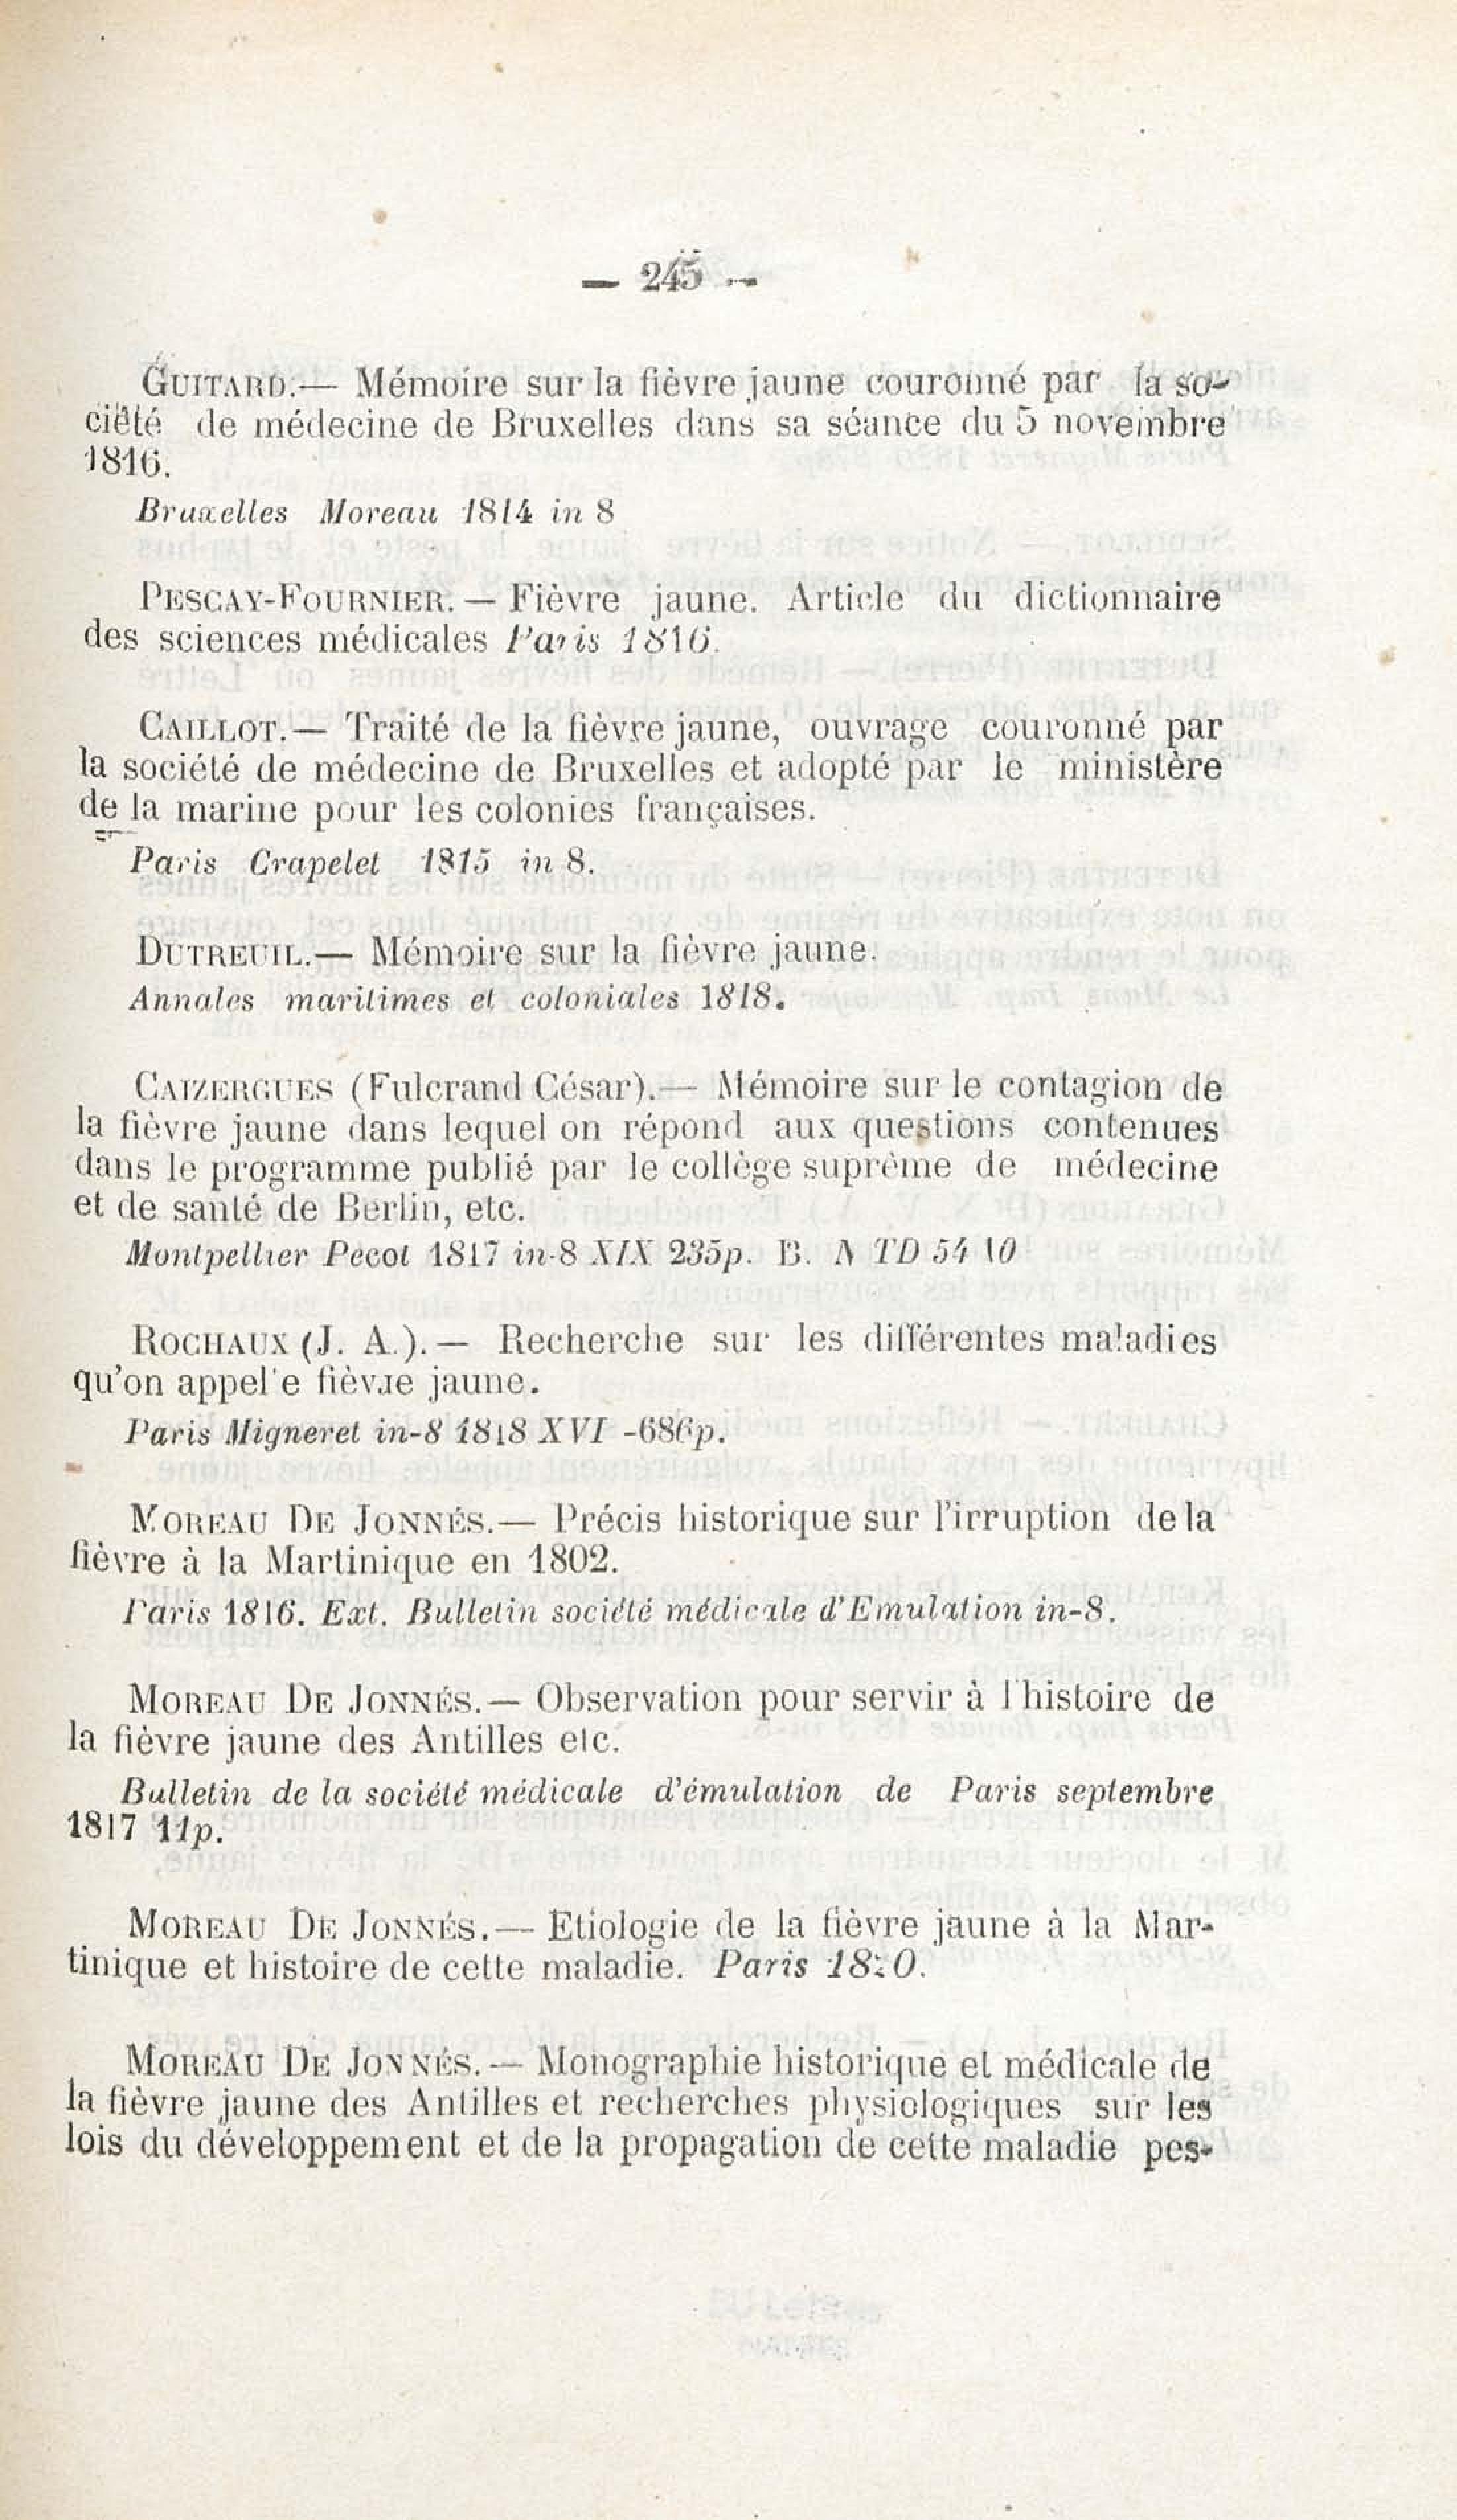 — 245 —
GUITARD.— Mémoire sur la fièvre jaune couronné par la so-
ciété de médecine de Bruxelles dans sa séance du 5 novembre
1816.
Bruxelles Moreau 1814 in 8
PESCAY-FOURNIER. — Fièvre jaune. Article du dictionnaire
des sciences médicales Paris 1816.
CAILLOT.— Traité de la fièvre jaune, ouvrage couronné par
la société de médecine de Bruxelles et adopté par le ministère
de la marine pour les colonies françaises.
Paris Crapelet 1815 in 8.
DUTREUIL.— Mémoire sur la fièvre jaune.
Annales maritimes et coloniales 1818.
CAIZERGUES (Fulcrand César).— Mémoire sur le contagion de
la fièvre jaune dans lequel on répond aux questions contenues
dans le programme publié par le collège suprême de médecine
et de santé de Berlin, etc.
Montpellier Pecot 1817 in-8 XIX 235p. B. N TD 54 10
ROCHAUX (J. A.). — Recherche sur les différentes maladies
qu'on appel'e fièvre jaune.
Paris Migneret in-8 1818 XVI -686p.
MOREAU DE JONNÉS.— Précis historique sur l'irruption de la
fièvre à la Martinique en 1802.
Paris 1816. Ext. Bulletin société médicale d'Emulation in-8.
MOREAU DE JONNÉS.— Observation pour servir à l'histoire de
la fièvre jaune des Antilles etc.
Bulletin de la société médicale d'émulation de Paris septembre
1817 11p.
MOREAU DE JONNÉS.— Etiologie de la fièvre jaune à la Mar-
tinique et histoire de cette maladie. Paris
MOREAU DE JONNÉS. — Monographie historique et médicale de
la fièvre jaune des Antilles et recherches physiologiques sur les
lois du développement et de la propagation de cette maladie pes-